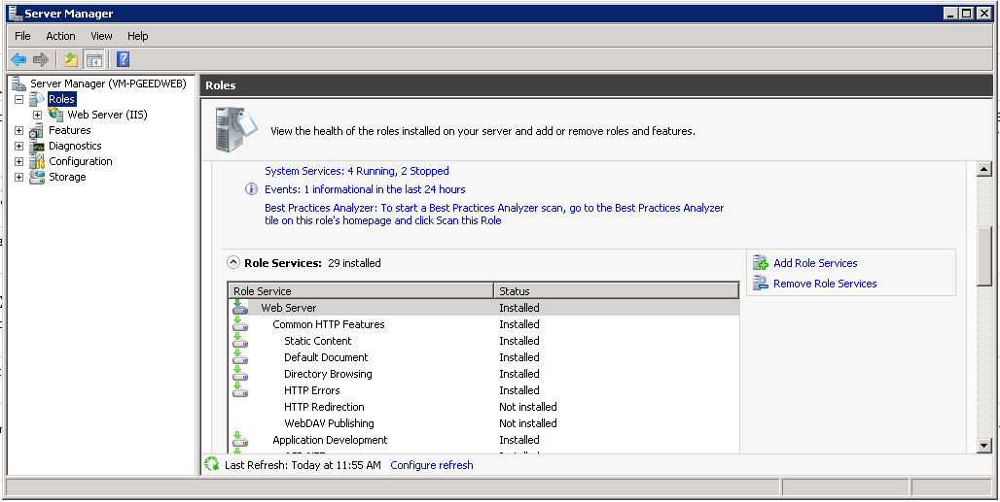 Server Manager
File Action View Help
Server Manager (VM-PGEEDWEB)
Roles
Web Server (IIS)
Features
Diagnostics
Configuration
Storage
Roles
View the health of the roles installed on your server and add or remove roles and features.
System Services: 4 Running, 2 Stopped
Events: 1 informational in the last 24 hours
Best Practices Analyzer: To start a Best Practices Analyzer scan, go to the Best Practices Analyzer
tile on this role's homepage and click Scan this Role
Role Services: 29 installed
Add Role Services
Remove Role Services
Role Service Status
Web Server Installed
Common HTTP Features Installed
Static Content Installed
Default Document Installed
Directory Browsing Installed
HTTP Errors Installed
HTTP Redirection Not installed
WebDAV Publishing Not installed
Application Development Installed
Last Refresh: Today at 11:55 AM Configure refresh